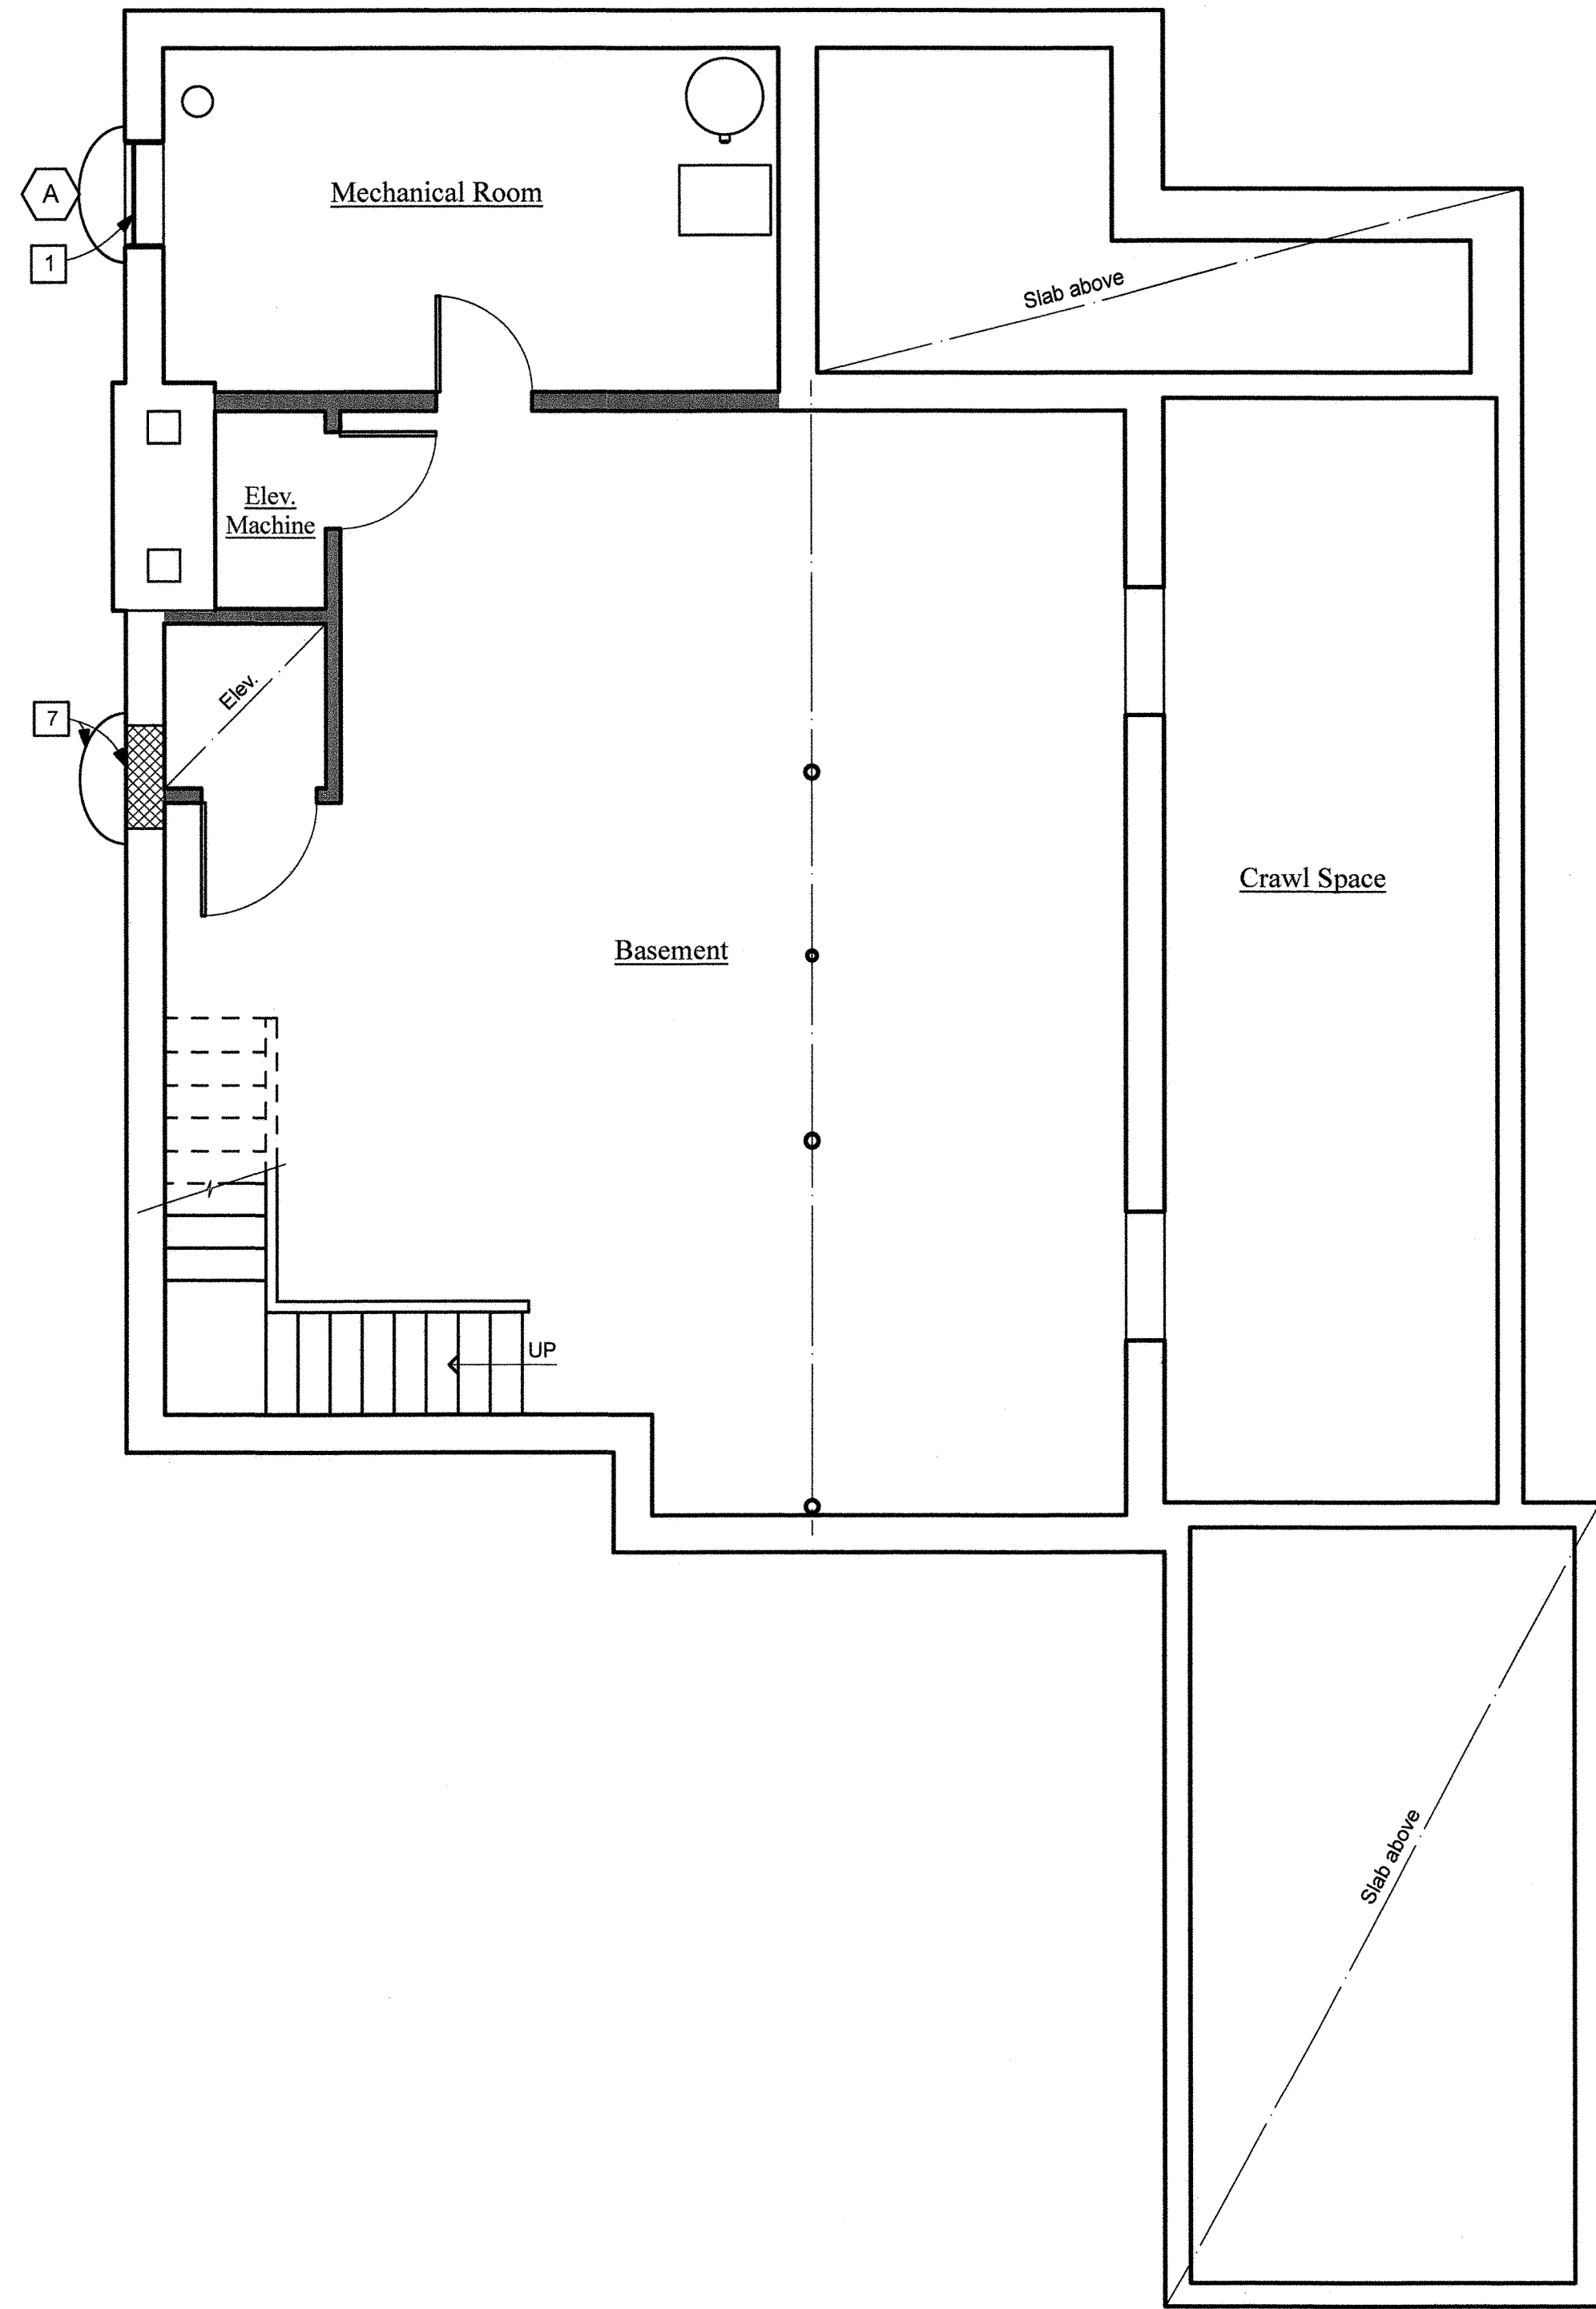 A
Mechanical Room
1
Slab above
Elev.
Machine
Elev.
7
Crawl Space
Basement
UP
Slab above